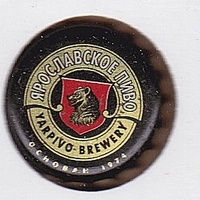 ЯРОСЛАВСКОЕ ПИВО
YARPIVO-BREWERY
ОСНОВАН 1974